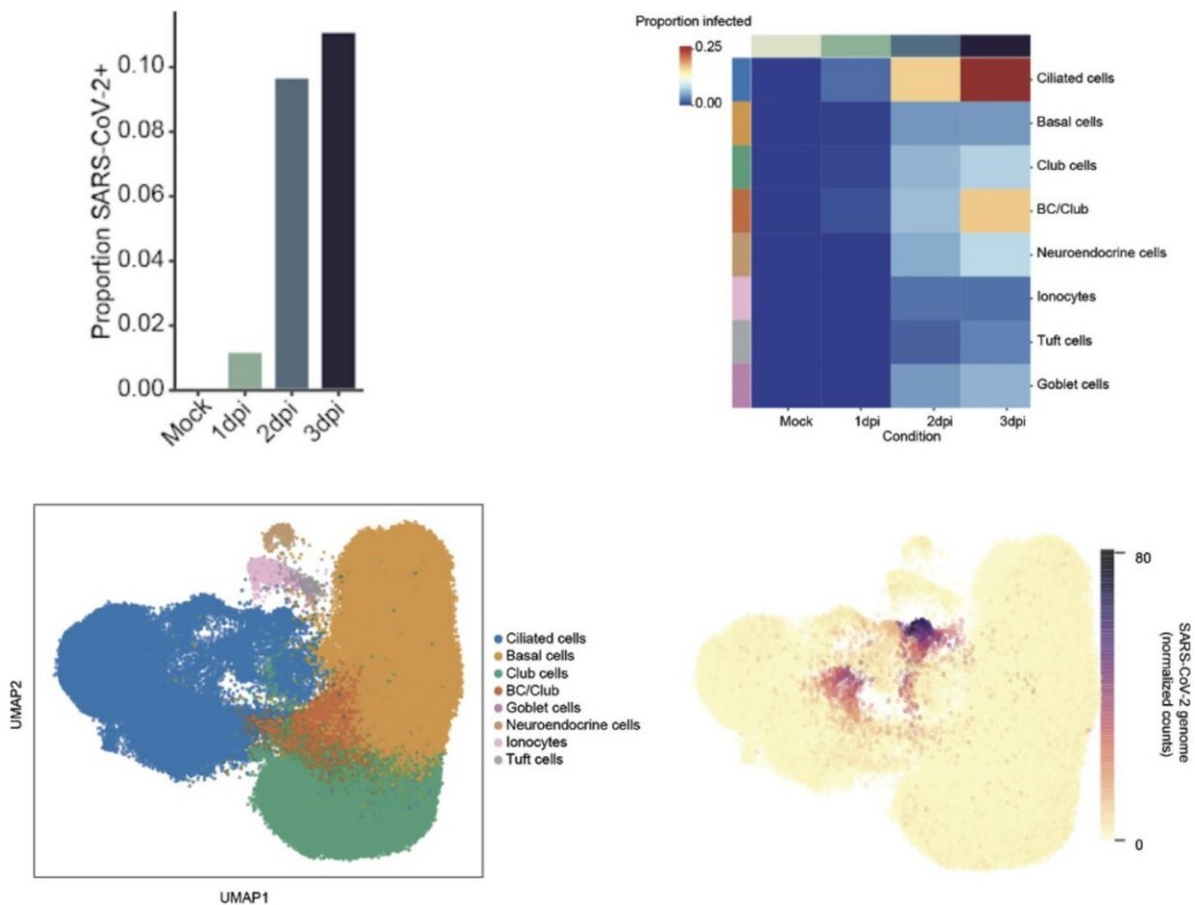 Proportion SARS-CoV-2+
0.10
0.08
0.06
0.04
0.02
0.00
Mock
1dpi
2dpi
3dpi
Proportion infected
0.25
0.00
Ciliated cells
Basal cells
Club cells
BC/Club
Neuroendocrine cells
Ionocytes
Tuft cells
Goblet cells
Mock 1dpi 2dpi 3dpi
Condition
UMAP2
UMAP1
Ciliated cells
Basal cells
Club cells
BC/Club
Goblet cells
Neuroendocrine cells
Ionocytes
Tuft cells
80
0
SARS-CoV-2 genome
(normalized counts)